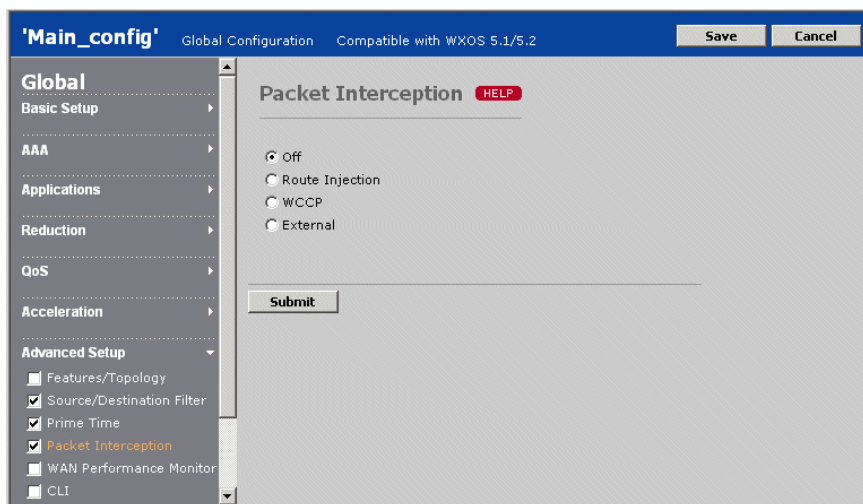 'Main_config' Global Configuration Compatible with WXOS 5.1/5.2 Save Cancel
Global
Basic Setup
AAA
Applications
Reduction
QoS
Acceleration
Advanced Setup
Features/Topology
Source/Destination Filter
Prime Time
Packet Interception
WAN Performance Monitor
CLI
Packet Interception HELP
Off
Route Injection
WCCP
External
Submit